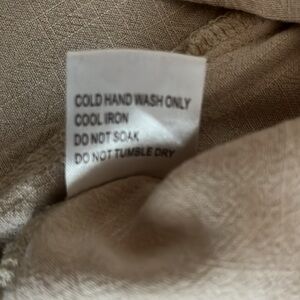 COLD HAND WASH ONLY
COOL IRON
DO NOT SOAK
DO NOT TUMBLE DRY